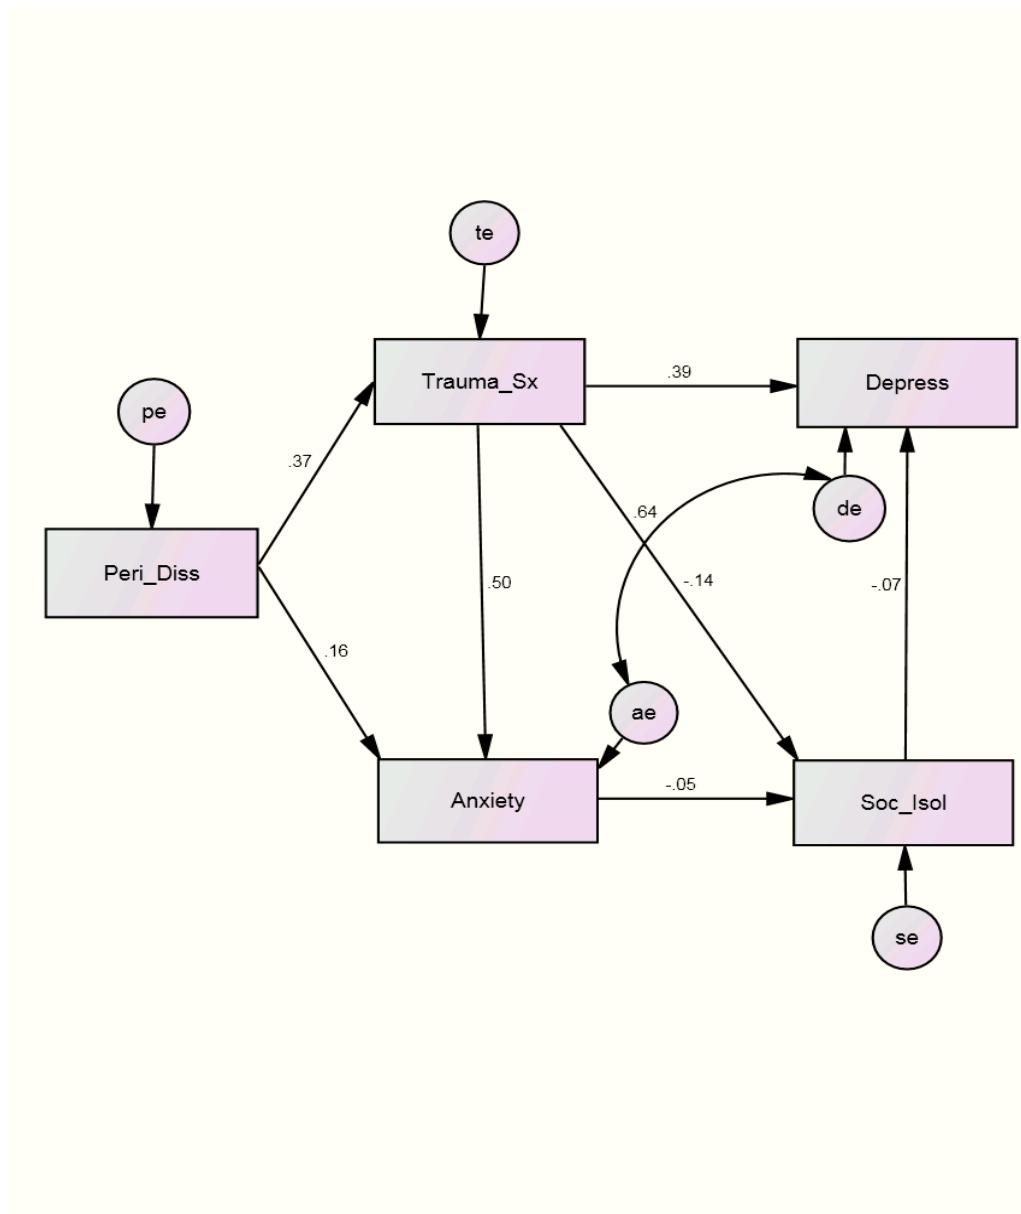 te
Trauma_Sx
.39
Depress
pe
.37
.64
de
Peri_Diss
.50
-.14
-.07
.16
ae
Anxiety
-.05
Soc_Isol
se